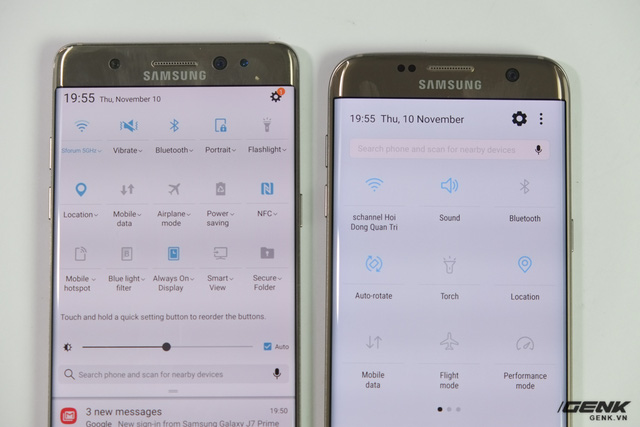 SAMSUNG
19:55 Thu, November 10
1
Sforum 5GHz Vibrate Bluetooth Portrait Flashlight
Location Mobile data Airplane mode Power saving NFC
Mobile hotspot Blue light filter Always On Display Smart View Secure Folder
Touch and hold a quick setting button to reorder the buttons.
Auto
Search phone and scan for nearby devices
3 new messages 19:50
Google New sign-in from Samsung Galaxy J7 Prime
SAMSUNG
19:55 Thu, 10 November
Search phone and scan for nearby devices
schannel Hoi Dong Quan Tri Sound Bluetooth
Auto-rotate Torch Location
Mobile data Flight mode Performance mode
GENK
GENK.VN